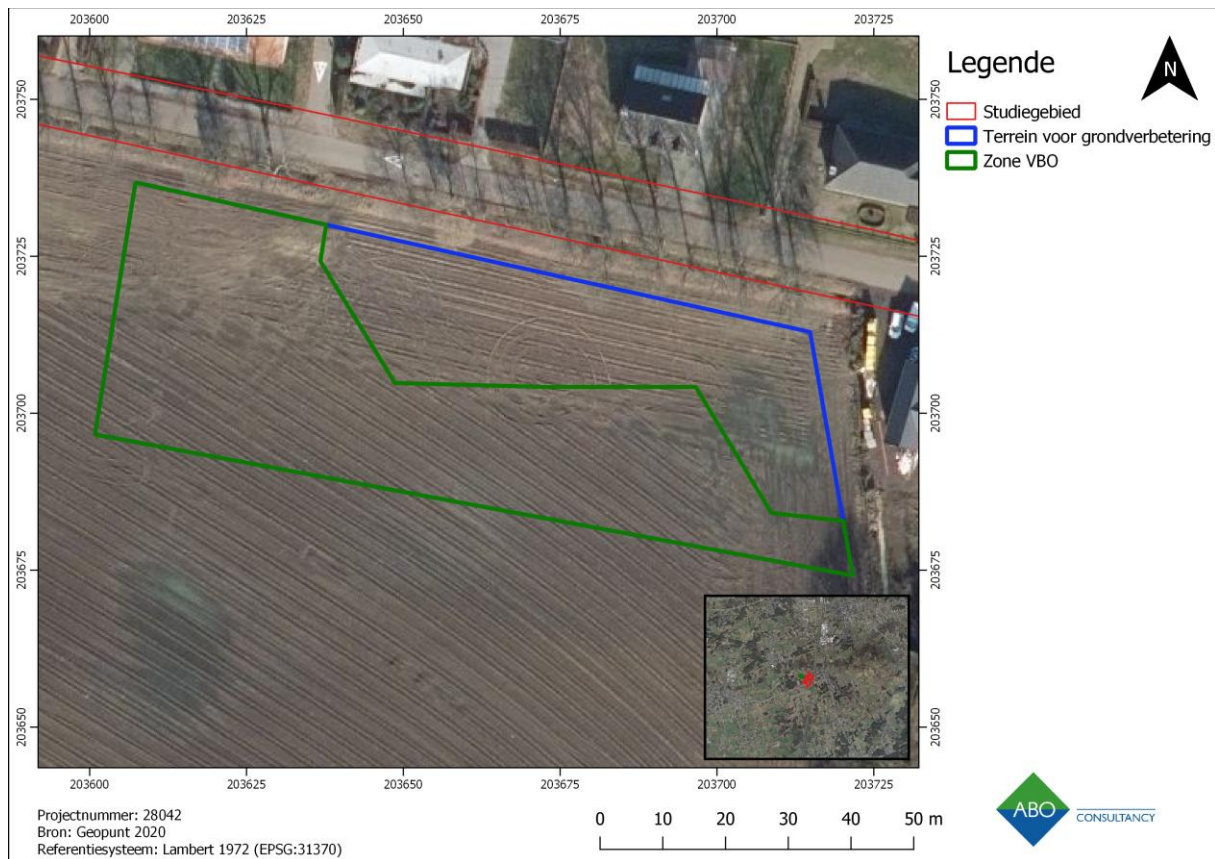 203600 203625 203650 203675 203700 203725
Legende
N
Studiegebied
Terrein voor grondverbetering
Zone VBO
203750 203750
203725 203725
203700 203700
203675 203675
203650 203650
203600 203625 203650 203675 203700 203725
Projectnummer: 28042
Bron: Geopunt 2020
Referentiesysteem: Lambert 1972 (EPSG:31370)
0 10 20 30 40 50 m
ABO
CONSULTANCY